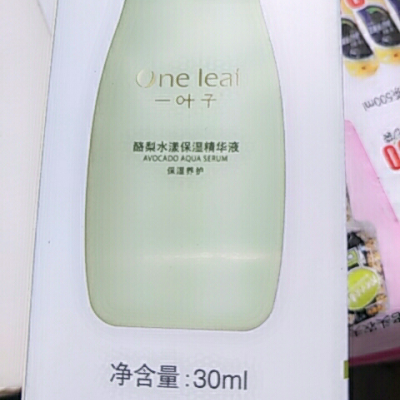 One leaf
一叶子
酪梨水漾保湿精华液
AVOCADO AQUA SERUM
保湿养护
净含量:30ml
500ml